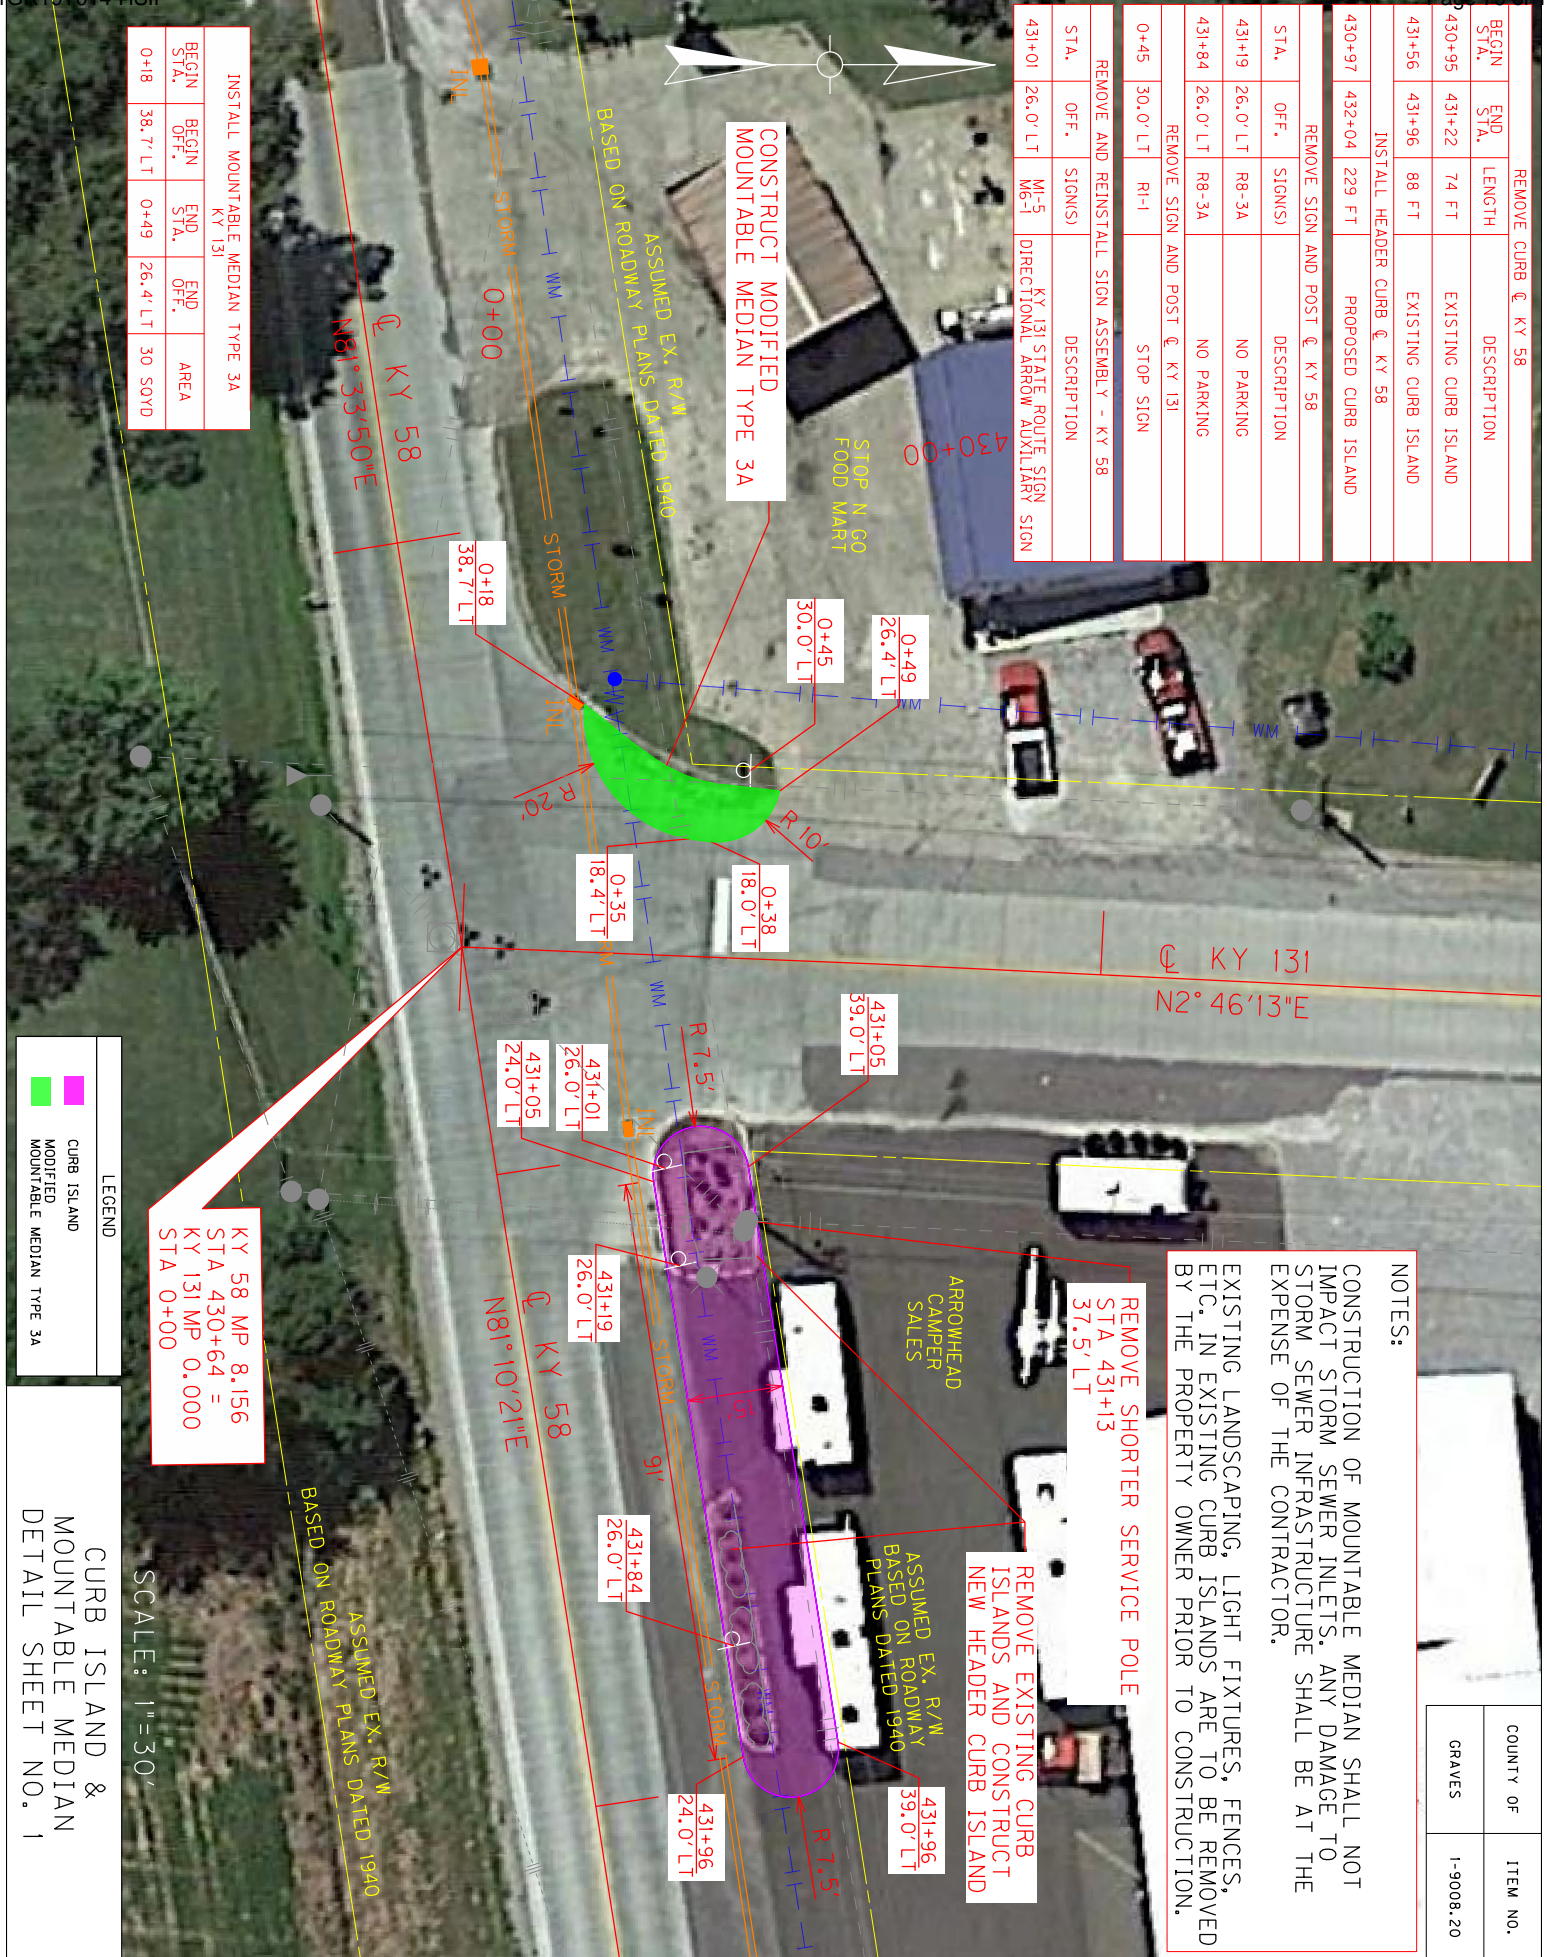 REMOVE CURB ℄ KY 58
BEGIN STA. END STA. LENGTH DESCRIPTION
430+95 431+22 74 FT EXISTING CURB ISLAND
431+56 431+96 88 FT EXISTING CURB ISLAND
INSTALL HEADER CURB ℄ KY 58
430+97 432+04 229 FT PROPOSED CURB ISLAND
REMOVE SIGN AND POST ℄ KY 58
STA. OFF. SIGN(S) DESCRIPTION
431+19 26.0' LT R8-3A NO PARKING
431+84 26.0' LT R8-3A NO PARKING
REMOVE SIGN AND POST ℄ KY 131
0+45 30.0' LT R1-1 STOP SIGN
REMOVE AND REINSTALL SIGN ASSEMBLY - KY 58
STA. OFF. SIGN(S) DESCRIPTION
431+01 26.0' LT M1-5 KY 131 STATE ROUTE SIGN
M6-1 DIRECTIONAL ARROW AUXILIARY SIGN
COUNTY OF ITEM NO.
GRAVES 1-9008.20
NOTES:
CONSTRUCTION OF MOUNTABLE MEDIAN SHALL NOT
IMPACT STORM SEWER INLETS. ANY DAMAGE TO
STORM SEWER INFRASTRUCTURE SHALL BE AT THE
EXPENSE OF THE CONTRACTOR.
EXISTING LANDSCAPING, LIGHT FIXTURES, FENCES,
ETC. IN EXISTING CURB ISLANDS ARE TO BE REMOVED
BY THE PROPERTY OWNER PRIOR TO CONSTRUCTION.
℄ KY 131
N2°46'13"E
WM
WM
430+00
STOP N GO
FOOD MART
CONSTRUCT MODIFIED
MOUNTABLE MEDIAN TYPE 3A
0+49
26.4' LT
0+45
30.0' LT
R 10'
0+38
18.0' LT
0+35
18.4' LT
R 20'
0+18
38.7' LT
431+05
39.0' LT
R 7.5'
431+01
26.0' LT
431+05
24.0' LT
431+19
26.0' LT
REMOVE SHORTER SERVICE POLE
STA 431+13
37.5' LT
ARROWHEAD
CAMPER
SALES
REMOVE EXISTING CURB
ISLANDS AND CONSTRUCT
NEW HEADER CURB ISLAND
ASSUMED EX. R/W
BASED ON ROADWAY
PLANS DATED 1940
15'
91'
431+84
26.0' LT
431+96
39.0' LT
431+96
24.0' LT
R 7.5'
ASSUMED EX. R/W
BASED ON ROADWAY PLANS DATED 1940
INL
STORM
WM
0+00
STORM
WM
INL
WM
INL
WM
STORM
STORM
℄ KY 58
N81°33'50"E
℄ KY 58
N81°10'21"E
INSTALL MOUNTABLE MEDIAN TYPE 3A
KY 131
BEGIN STA. BEGIN OFF. END STA. END OFF. AREA
0+18 38.7' LT 0+49 26.4' LT 30 SQYD
KY 58 MP 8.156
STA 430+64 =
KY 131 MP 0.000
STA 0+00
ASSUMED EX. R/W
BASED ON ROADWAY PLANS DATED 1940
LEGEND
CURB ISLAND
MODIFIED
MOUNTABLE MEDIAN TYPE 3A
SCALE: 1"=30'
CURB ISLAND &
MOUNTABLE MEDIAN
DETAIL SHEET NO. 1